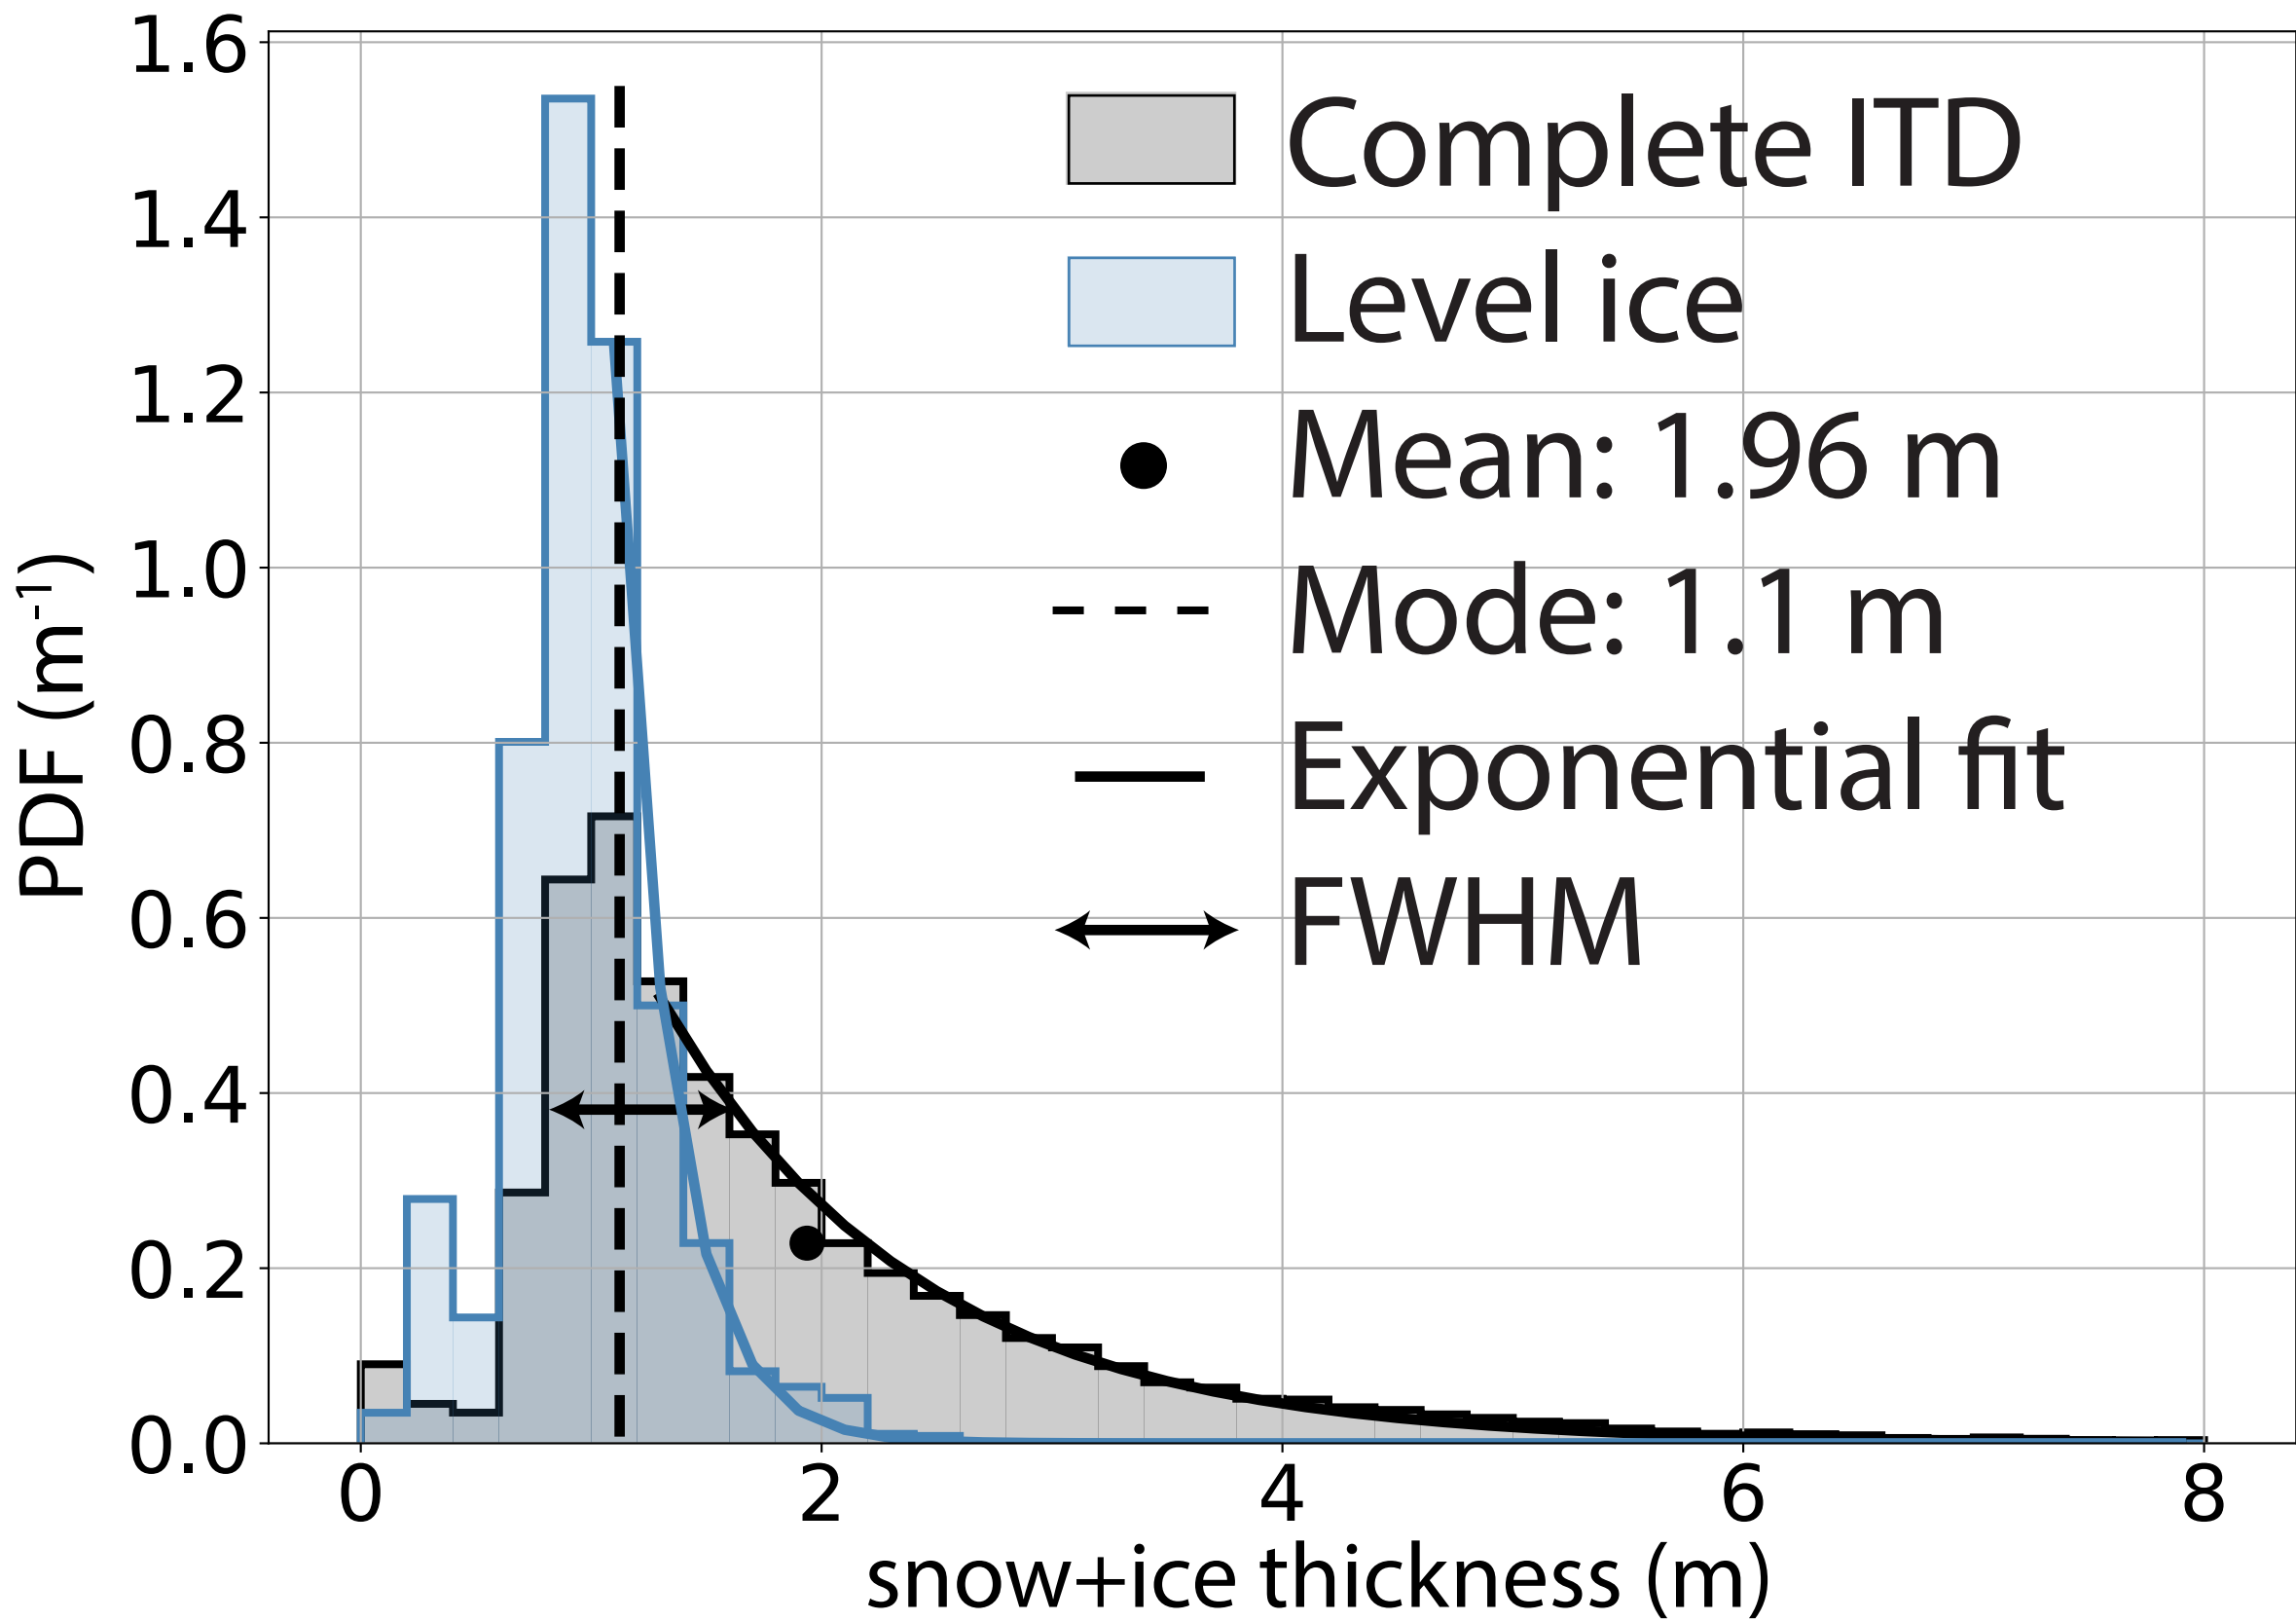 1.6
1.4
1.2
1.0
0.8
0.6
0.4
0.2
0.0
PDF (m-1)
Complete ITD
Level ice
Mean: 1.96 m
Mode: 1.1 m
Exponential fit
FWHM
0 2 4 6 8
snow+ice thickness (m)